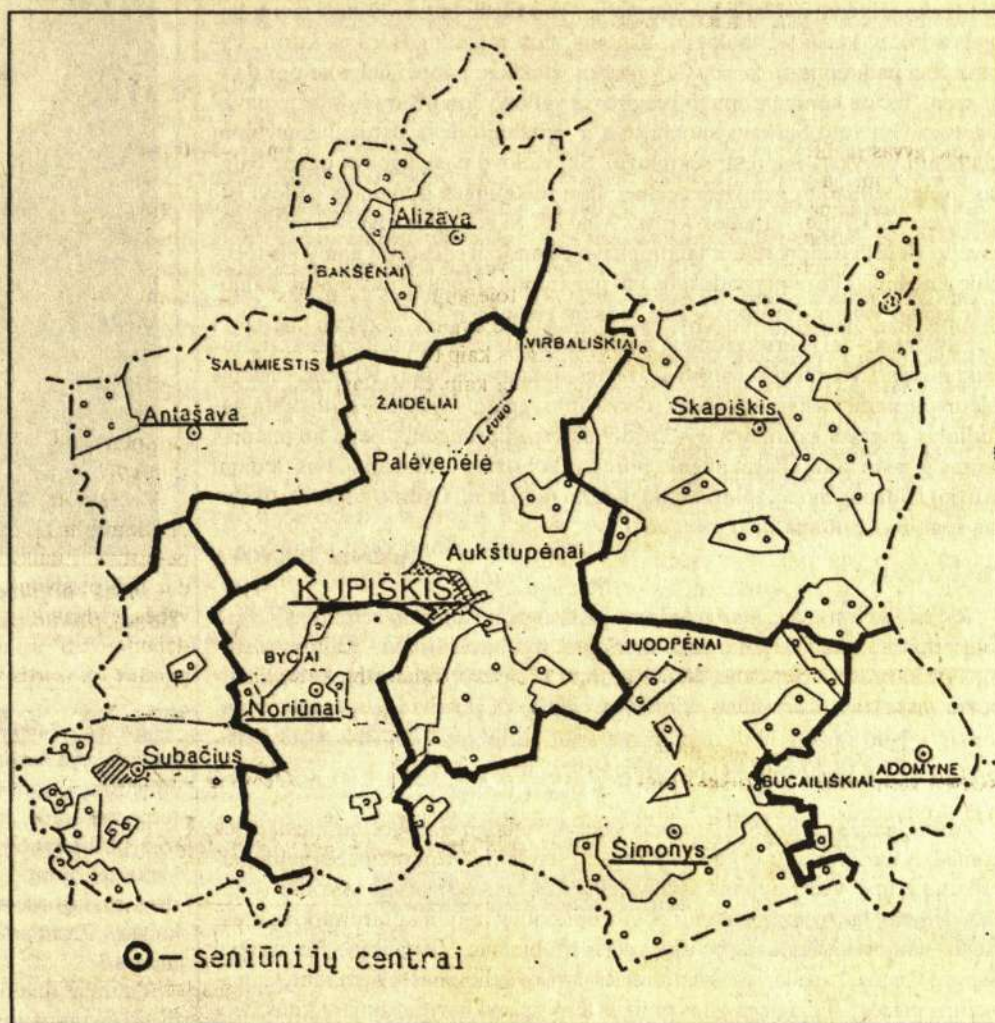 Alizava
BAKŠĖNAI
VIRBALIŠKIAI
SALAMIESTIS
ŽAIDELIAI
Antašava
Skapiškis
Lėvuo
Palėvenėlė
Aukštupėnai
KUPIŠKIS
JUODPĖNAI
BYČIAI
Noriūnai
Subačius
BUGAILIŠKIAI
ADOMYNĖ
Šimonys
– seniūnijų centrai